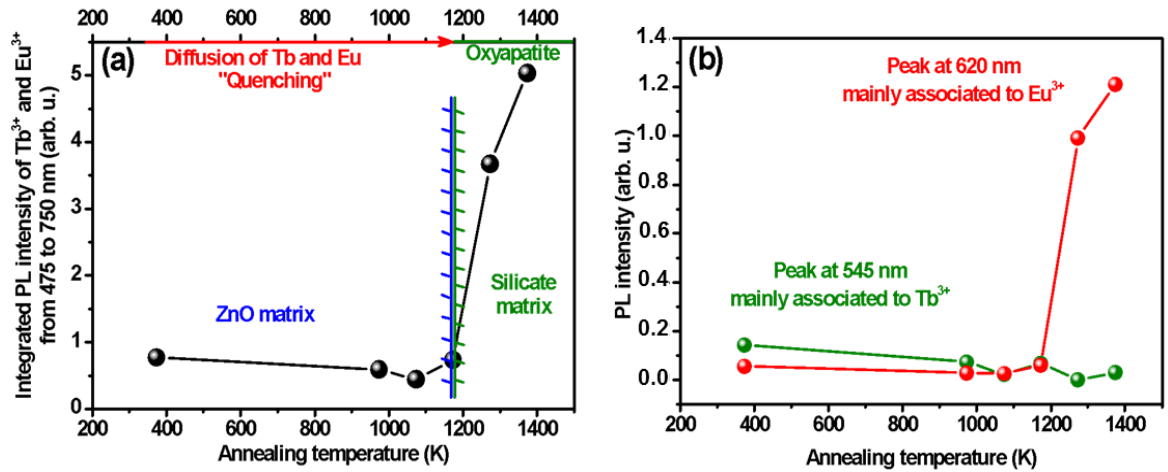 200 400 600 800 1000 1200 1400
(a)
Diffusion of Tb and Eu
"Quenching"
Oxyapatite
Integrated PL intensity of Tb³⁺ and Eu³⁺
from 475 to 750 nm (arb. u.)
5
4
3
2
1
0
ZnO matrix
Silicate
matrix
200 400 600 800 1000 1200 1400
Annealing temperature (K)
(b)
Peak at 620 nm
mainly associated to Eu³⁺
PL intensity (arb. u.)
1.4
1.2
1.0
0.8
0.6
0.4
0.2
0.0
Peak at 545 nm
mainly associated to Tb³⁺
200 400 600 800 1000 1200 1400
Annealing temperature (K)